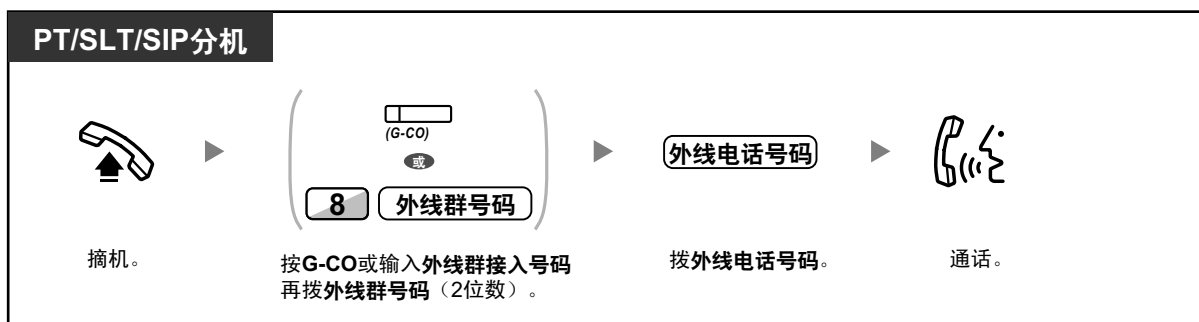 PT/SLT/SIP分机
(G-CO)
或
8 外线群号码
外线电话号码
摘机。
按G-CO或输入外线群接入号码
再拨外线群号码（2位数）。
拨外线电话号码。
通话。